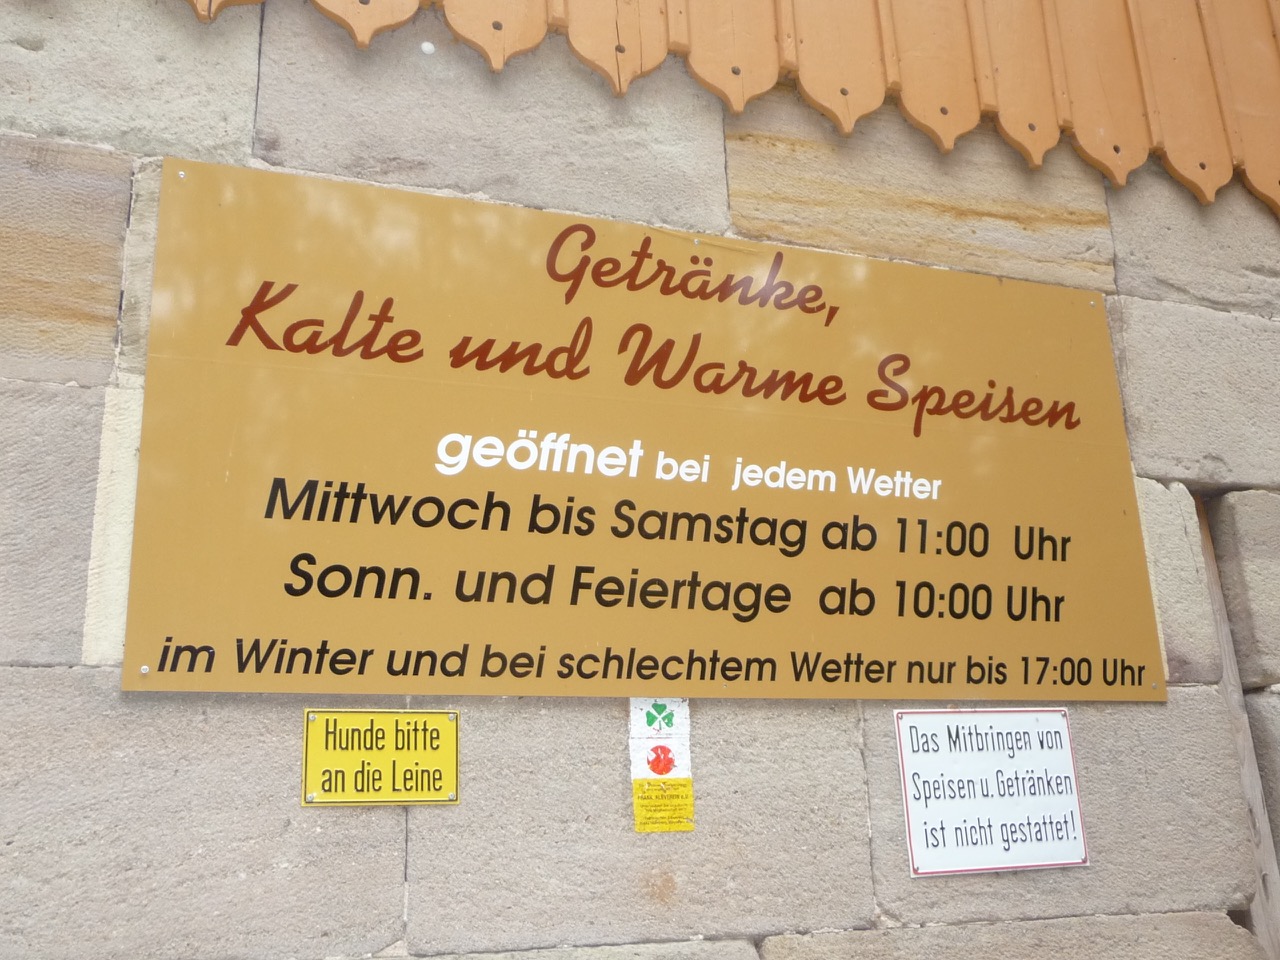 Getränke,
Kalte und Warme Speisen
geöffnet bei jedem Wetter
Mittwoch bis Samstag ab 11:00 Uhr
Sonn. und Feiertage ab 10:00 Uhr
im Winter und bei schlechtem Wetter nur bis 17:00 Uhr
Hunde bitte
an die Leine
Das Mitbringen von
Speisen u. Getränken
ist nicht gestattet!